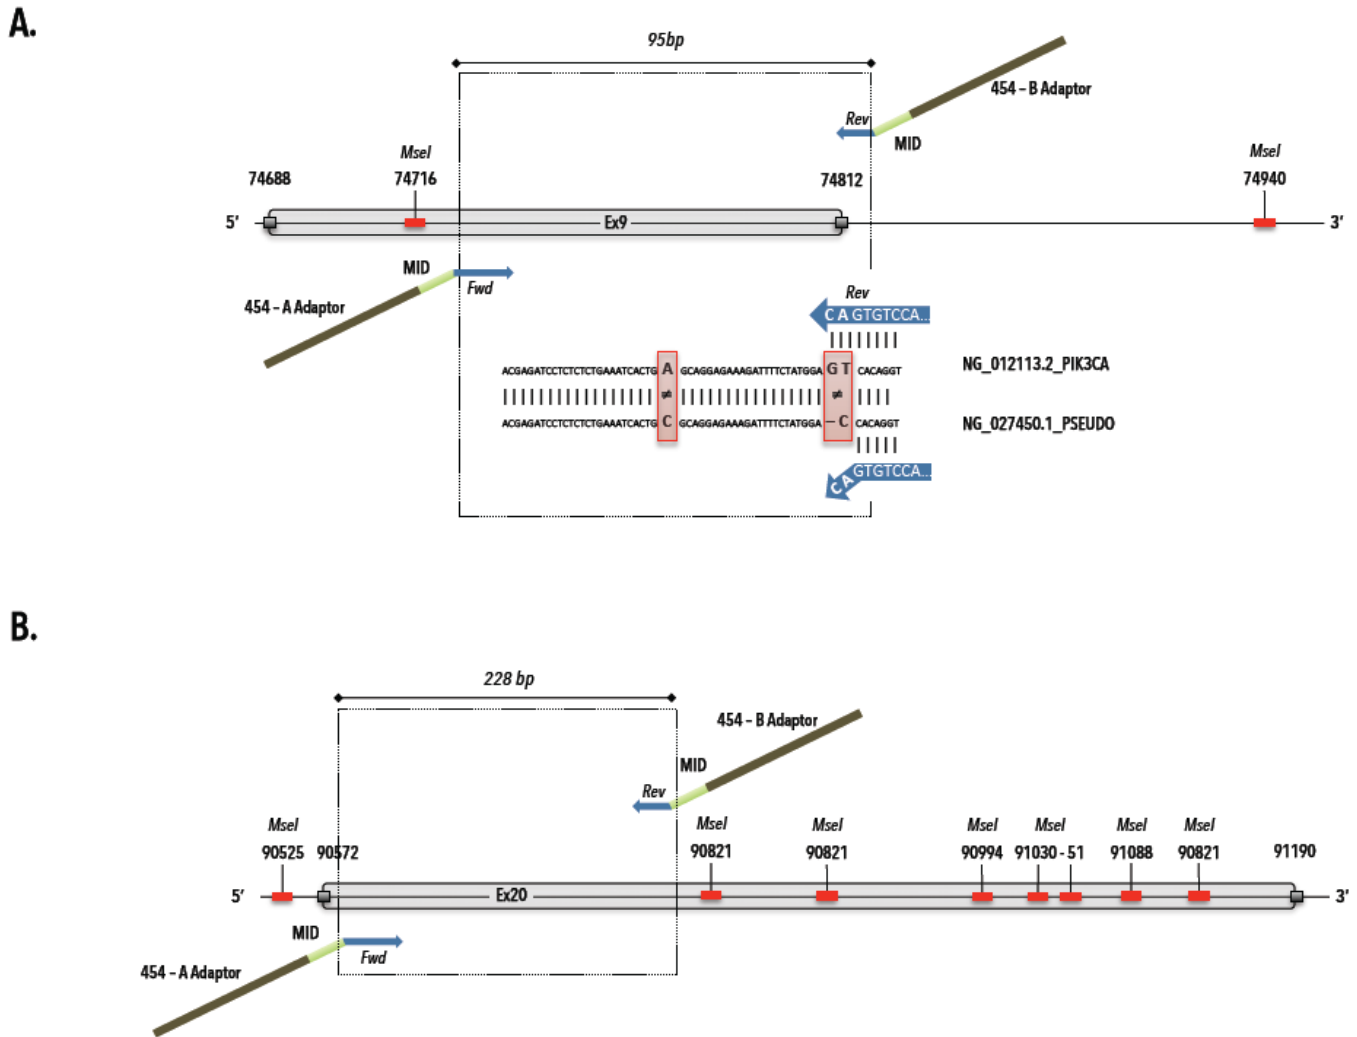 A.
95bp
454 – B Adaptor
Rev
MID
MseI
MseI
74688
74716
74812
74940
5'
Ex9
3'
MID
Fwd
454 – A Adaptor
Rev
CAGTGTCCA...
ACGAGATCCTCTCTCTGAAATCACTG A GCAGGAGAAAGATTTTCTATGGA GT CACAGGT
NG_012113.2_PIK3CA
≠ ≠
ACGAGATCCTCTCTCTGAAATCACTG C GCAGGAGAAAGATTTTCTATGGA –C CACAGGT
NG_027450.1_PSEUDO
CAGTGTCCA...
B.
228 bp
454 – B Adaptor
MID
Rev
MseI MseI MseI MseI MseI MseI MseI
90525 90572 90821 90821 90994 91030 - 51 91088 90821 91190
5' Ex20 3'
MID
Fwd
454 – A Adaptor